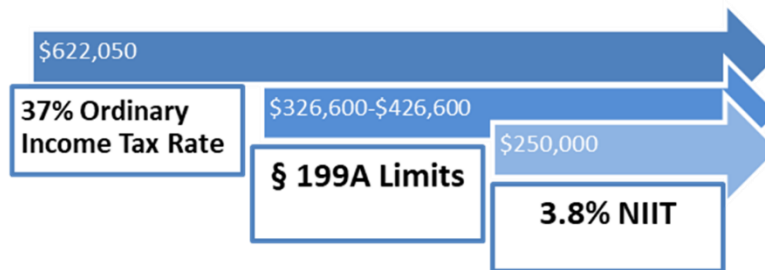 $622,050
37% Ordinary
Income Tax Rate
$326,600-$426,600
§ 199A Limits
$250,000
3.8% NIIT